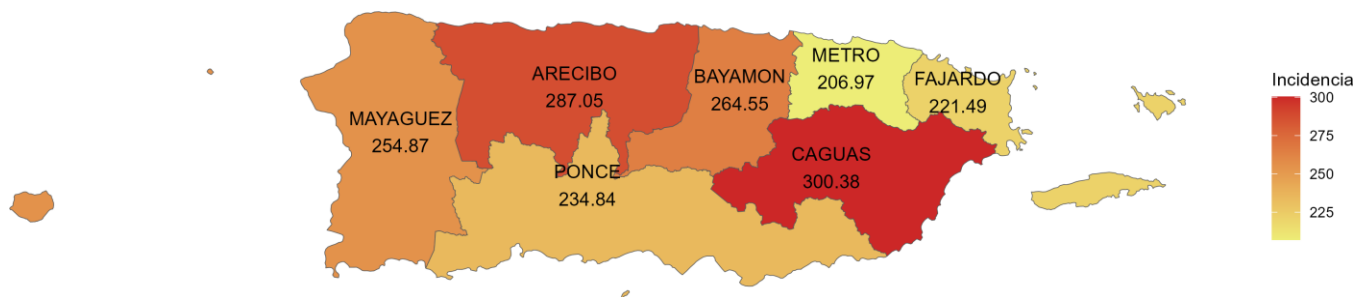 METRO
206.97
ARECIBO
287.05
BAYAMON
264.55
FAJARDO
221.49
MAYAGUEZ
254.87
CAGUAS
300.38
PONCE
234.84
Incidencia
300
275
250
225